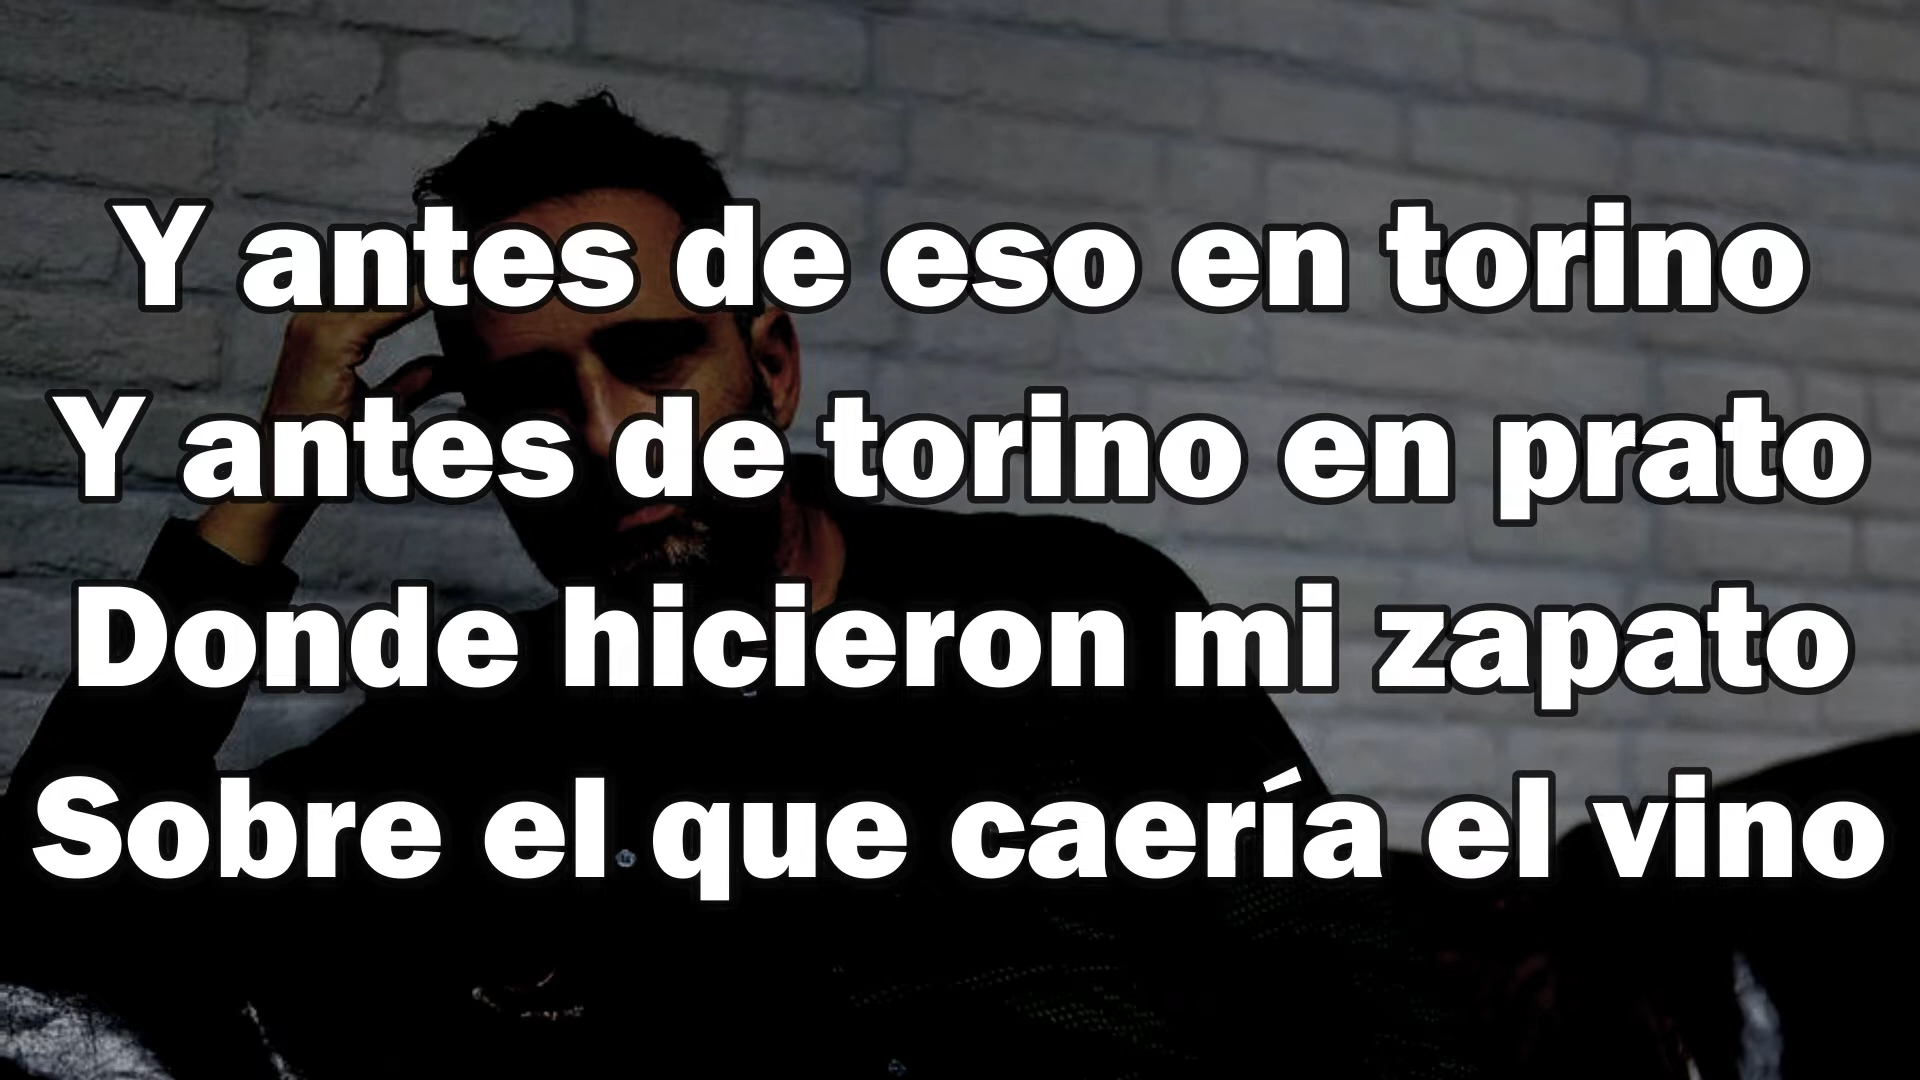 Y antes de eso en torino
Y antes de torino en prato
Donde hicieron mi zapato
Sobre el que caería el vino